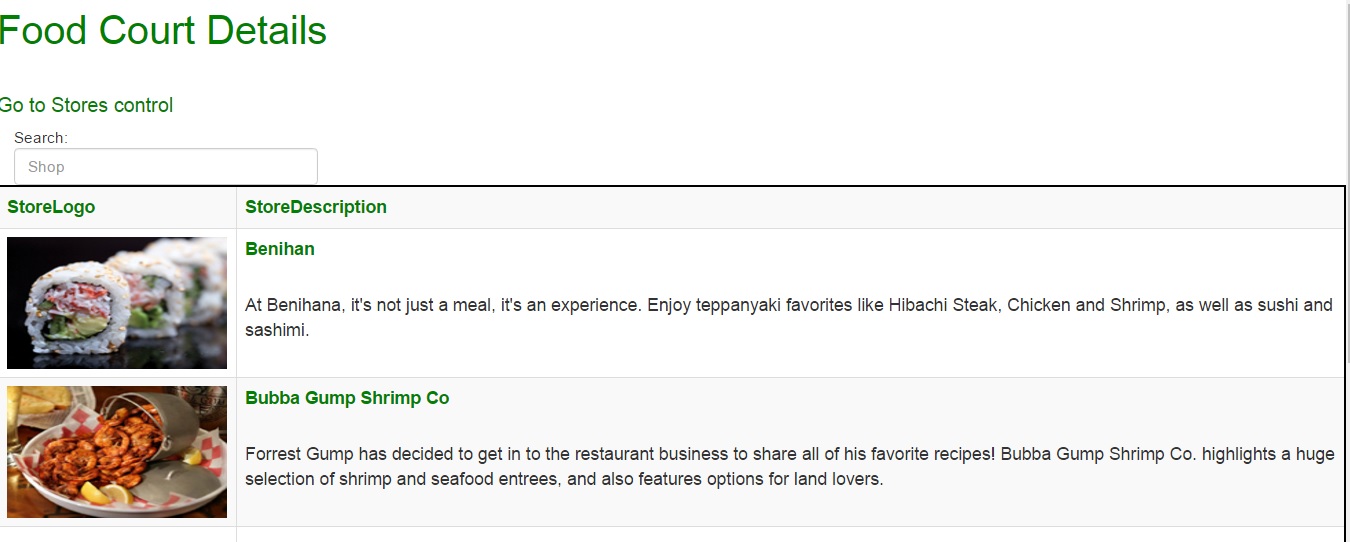 Food Court Details
Go to Stores control
Search:
Shop
StoreLogo StoreDescription
Benihan
At Benihana, it's not just a meal, it's an experience. Enjoy teppanyaki favorites like Hibachi Steak, Chicken and Shrimp, as well as sushi and
sashimi.
Bubba Gump Shrimp Co
Forrest Gump has decided to get in to the restaurant business to share all of his favorite recipes! Bubba Gump Shrimp Co. highlights a huge
selection of shrimp and seafood entrees, and also features options for land lovers.